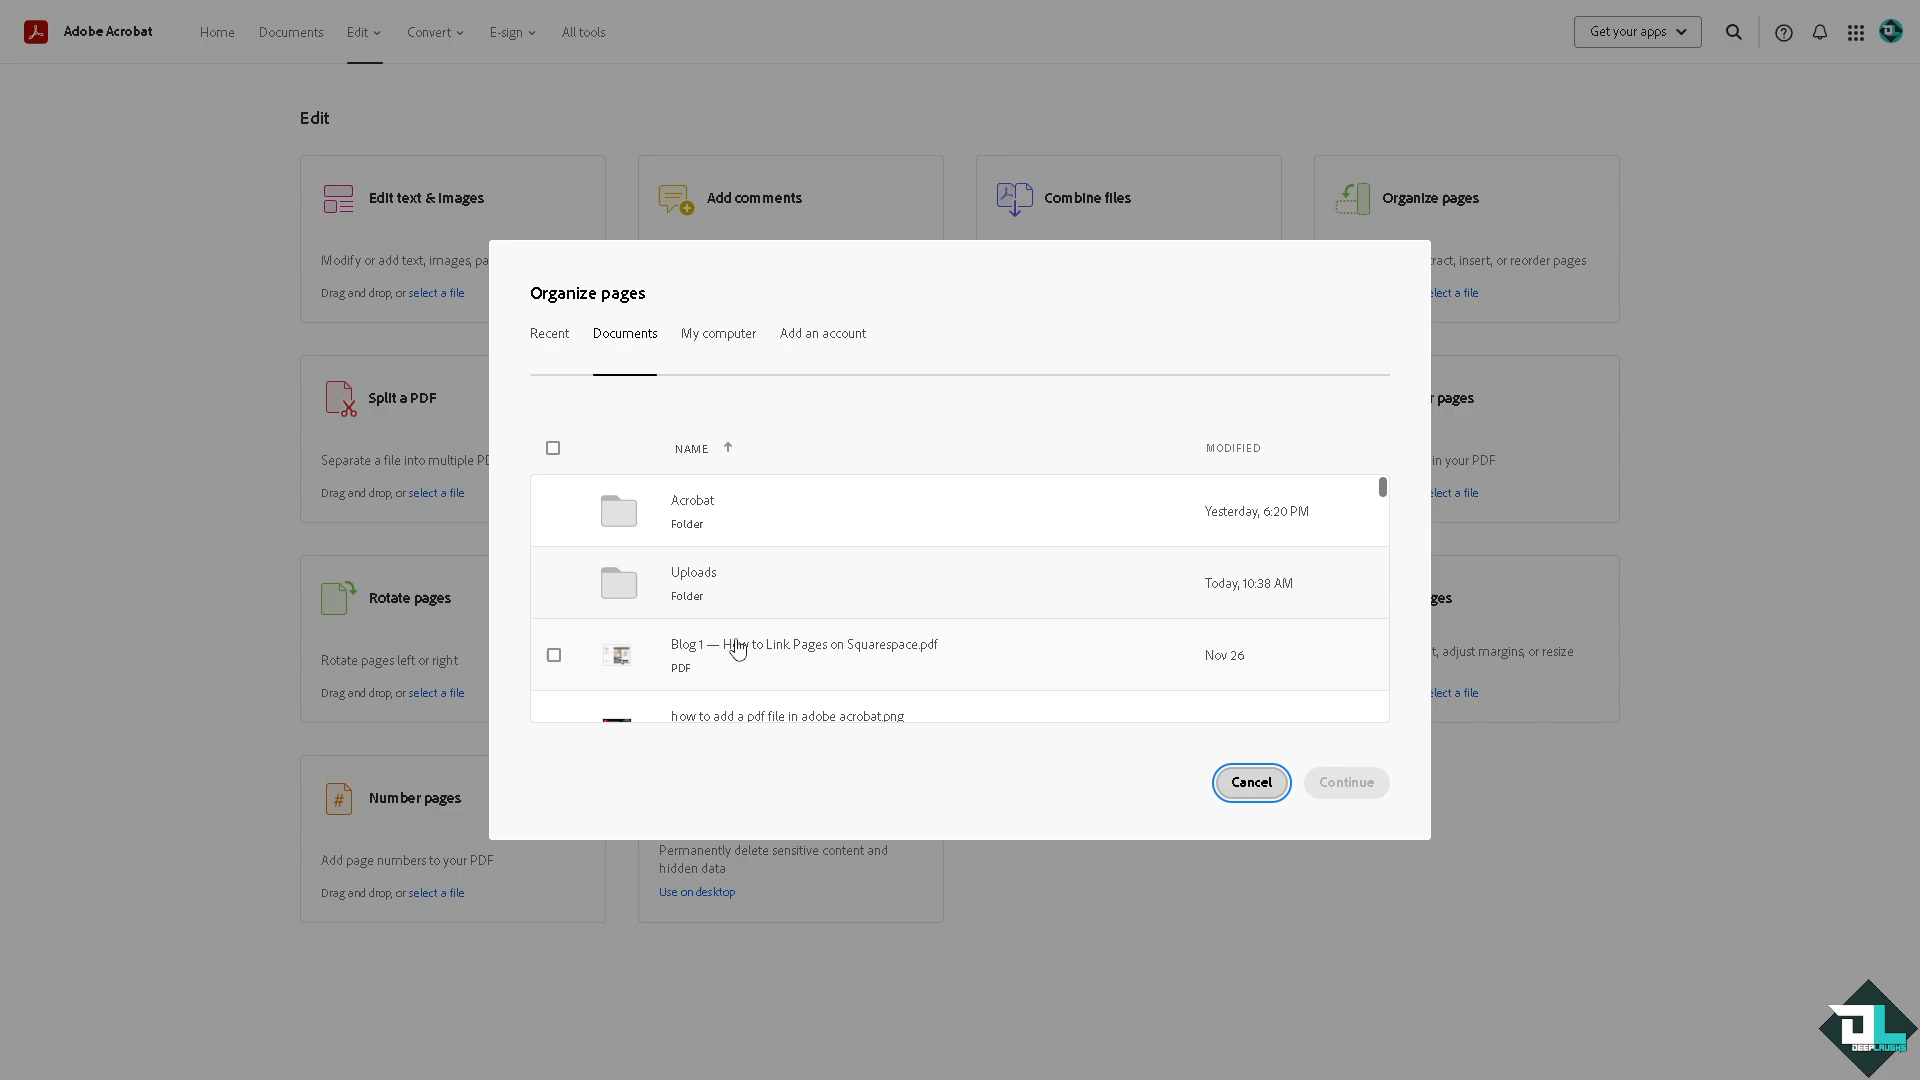 Adobe Acrobat
Home
Documents
Edit
Convert
E-sign
All tools
Get your apps
Edit
Edit text & images
Add comments
Combine files
Organize pages
Modify or add text, images,
Drag and drop, or select a file
insert, or reorder pages
select a file
Organize pages
Recent
Documents
My computer
Add an account
NAME
MODIFIED
Acrobat
Folder
Yesterday, 6:20 PM
Uploads
Folder
Today, 10:38 AM
Blog 1 — How to Link Pages on Squarespace.pdf
PDF
Nov 26
how to add a pdf file in adobe acrobat.png
Cancel
Continue
Split a PDF
pages
Separate a file into multiple
in your PDF
Drag and drop, or select a file
select a file
Rotate pages
Rotate pages left or right
adjust margins, or resize
Drag and drop, or select a file
select a file
Number pages
#
Add page numbers to your PDF
Drag and drop, or select a file
Permanently delete sensitive content and
hidden data
Use on desktop
DL
DEEPLAUGHS